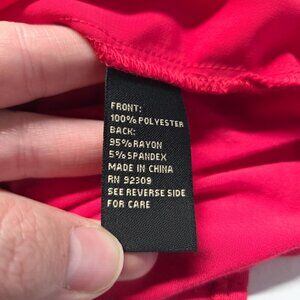 FRONT:
100% POLYESTER
BACK:
95% RAYON
5% SPANDEX
MADE IN CHINA
RN 92309
SEE REVERSE SIDE
FOR CARE